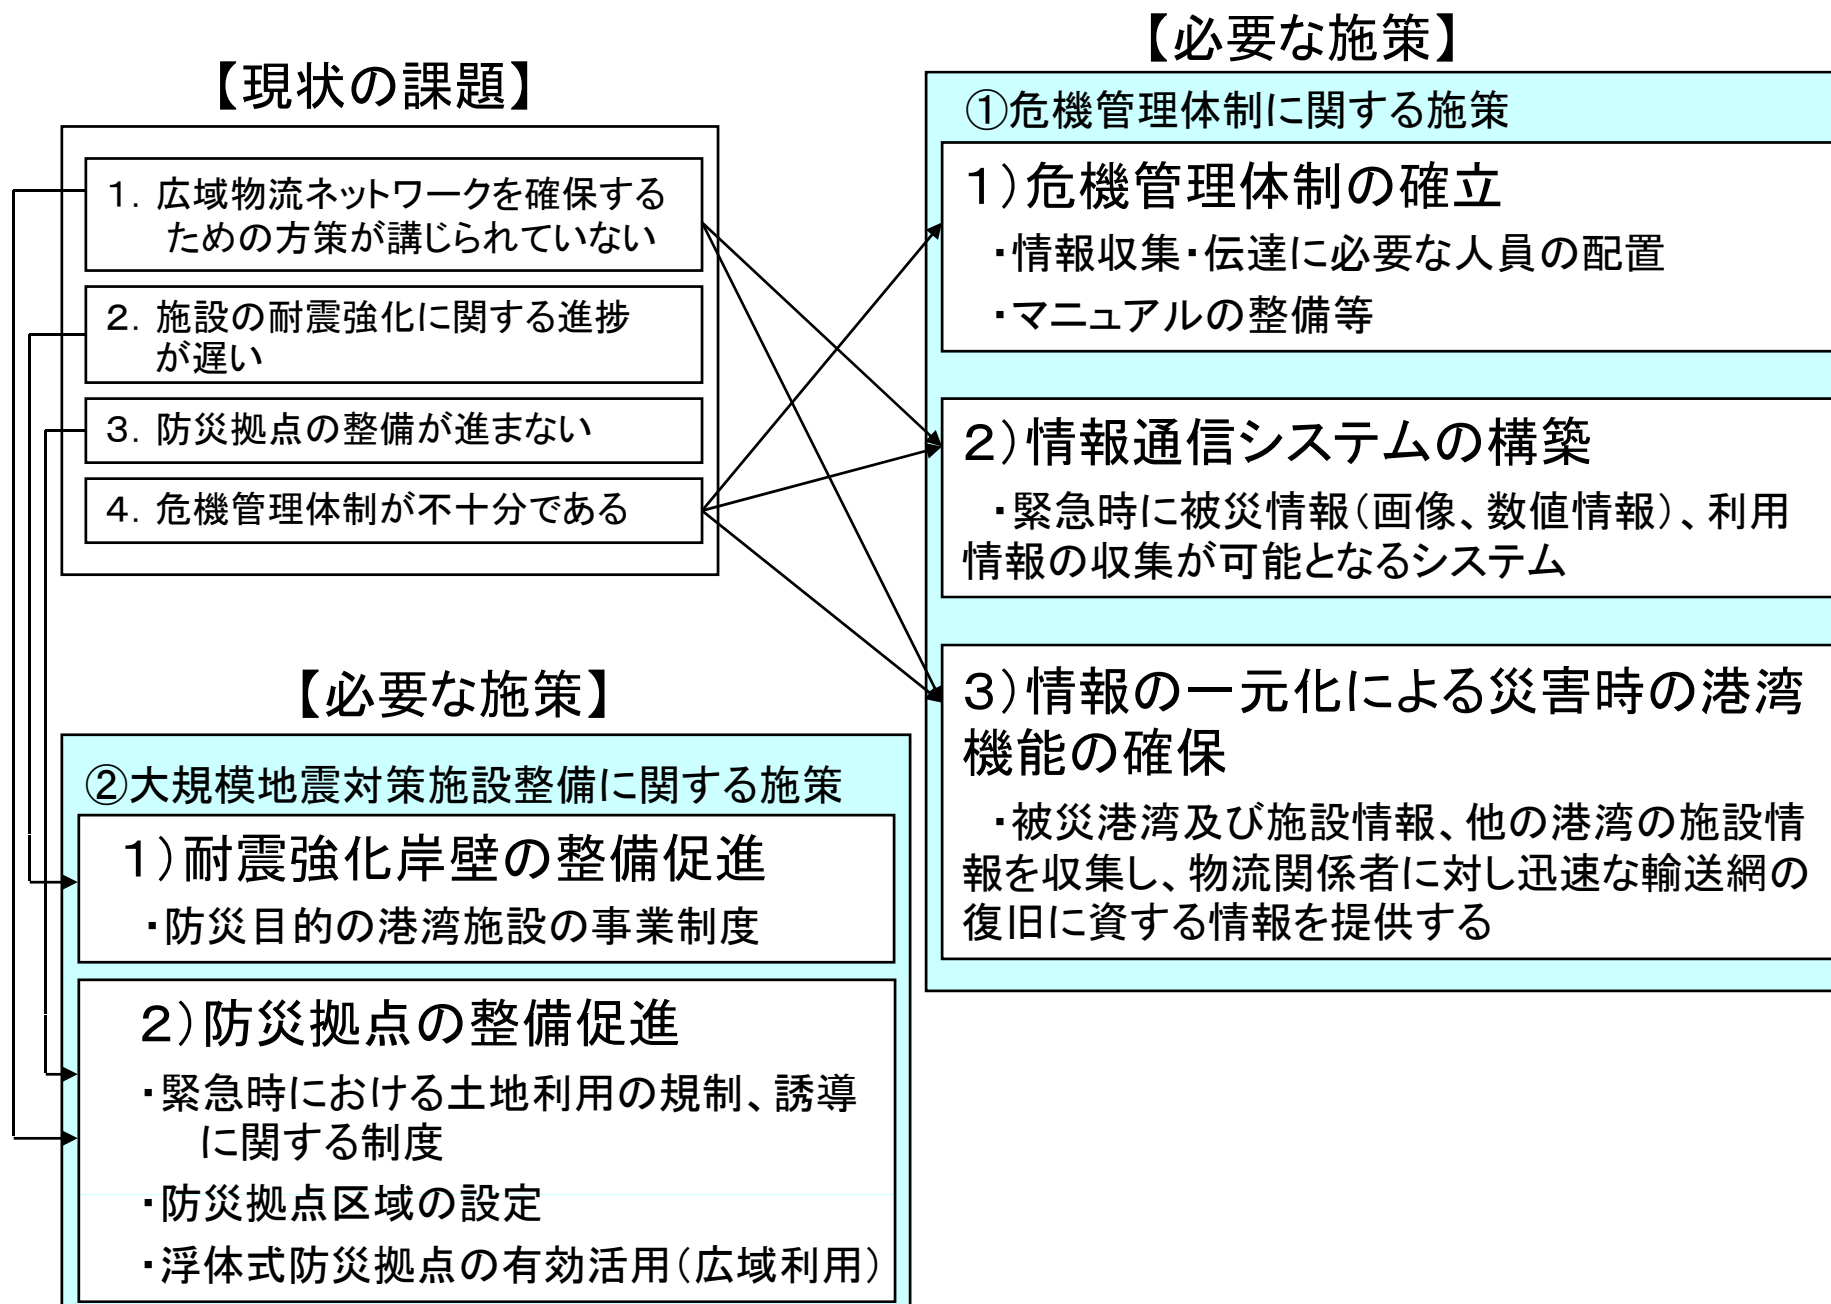 【現状の課題】
1．広域物流ネットワークを確保する
ための方策が講じられていない
2．施設の耐震強化に関する進捗
が遅い
3．防災拠点の整備が進まない
4．危機管理体制が不十分である
【必要な施策】
①危機管理体制に関する施策
1）危機管理体制の確立
・情報収集・伝達に必要な人員の配置
・マニュアルの整備等
2）情報通信システムの構築
・緊急時に被災情報（画像、数値情報）、利用
情報の収集が可能となるシステム
3）情報の一元化による災害時の港湾
機能の確保
・被災港湾及び施設情報、他の港湾の施設情
報を収集し、物流関係者に対し迅速な輸送網の
復旧に資する情報を提供する
【必要な施策】
②大規模地震対策施設整備に関する施策
1）耐震強化岸壁の整備促進
・防災目的の港湾施設の事業制度
2）防災拠点の整備促進
・緊急時における土地利用の規制、誘導
に関する制度
・防災拠点区域の設定
・浮体式防災拠点の有効活用（広域利用）